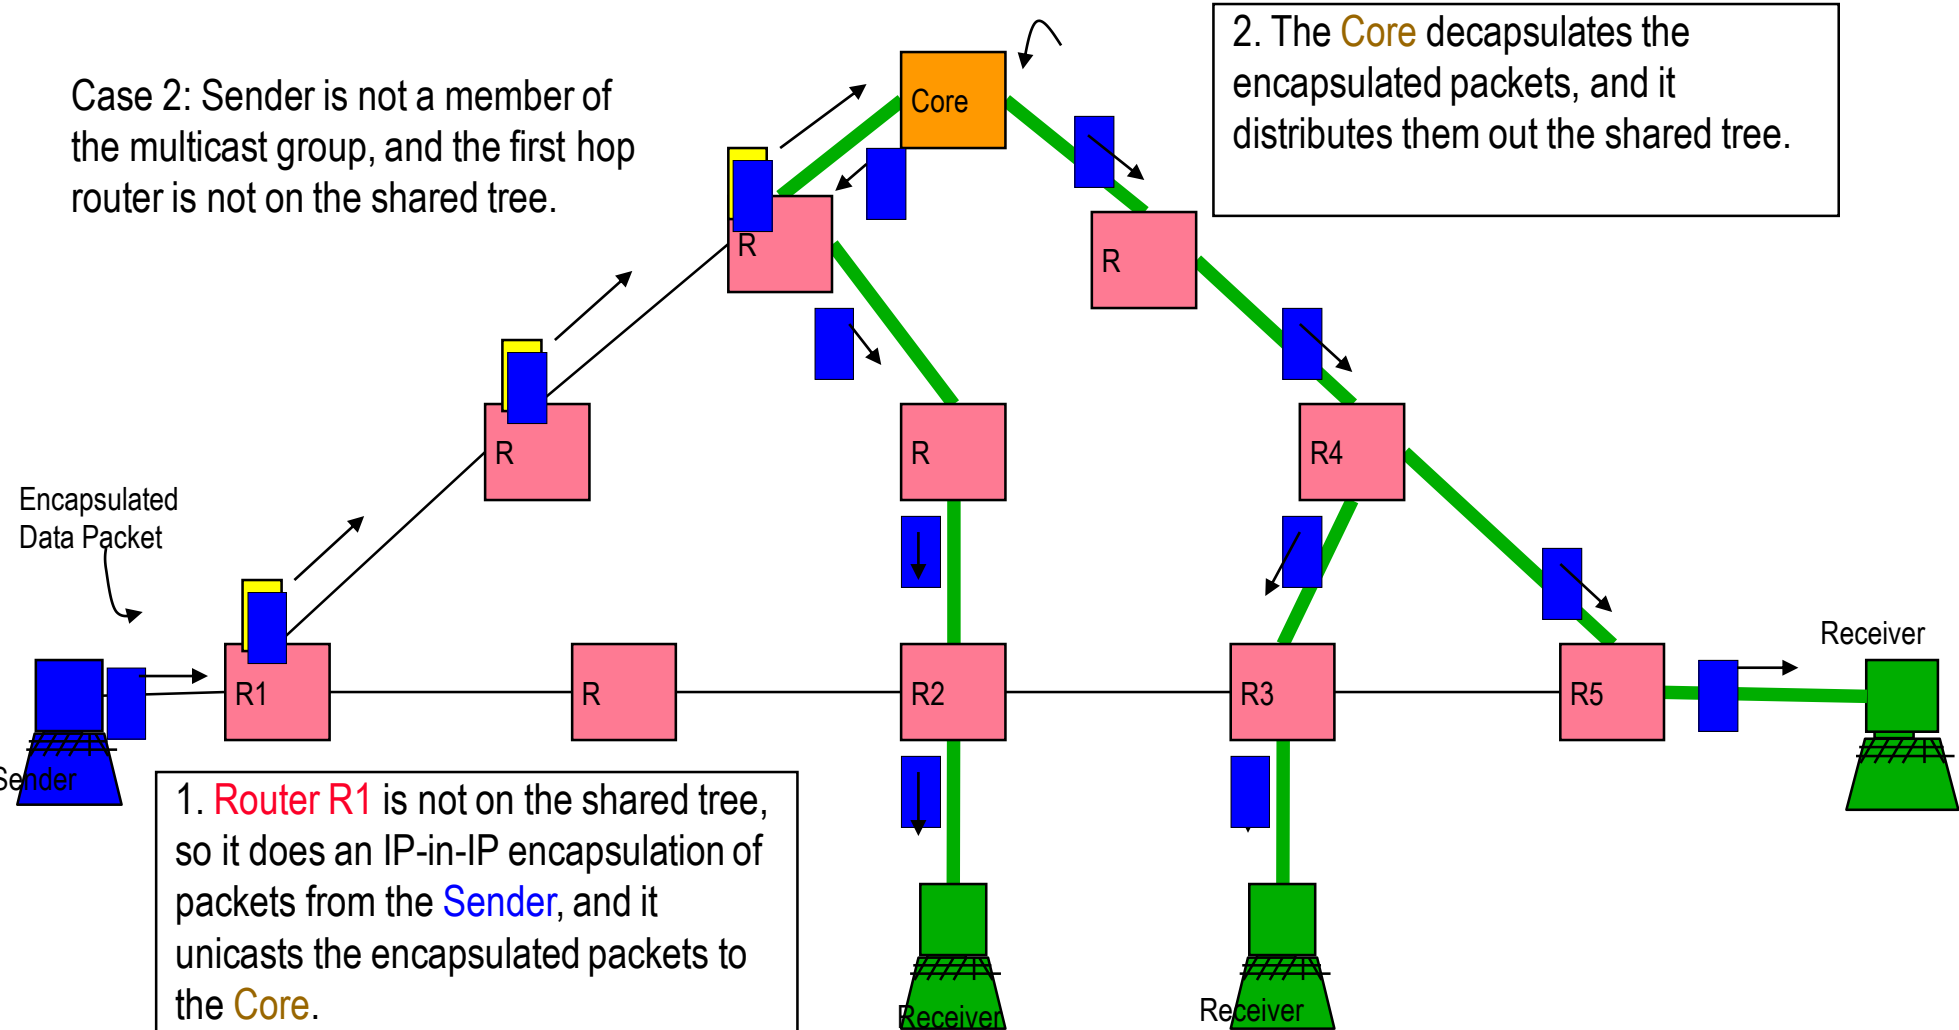 Case 2: Sender is not a member of
the multicast group, and the first hop
router is not on the shared tree.
Core
2. The Core decapsulates the
encapsulated packets, and it
distributes them out the shared tree.
R
R
R
R
R4
Encapsulated
Data Packet
Receiver
R1
R
R2
R3
R5
Sender
1. Router R1 is not on the shared tree,
so it does an IP-in-IP encapsulation of
packets from the Sender, and it
unicasts the encapsulated packets to
the Core.
Receiver
Receiver